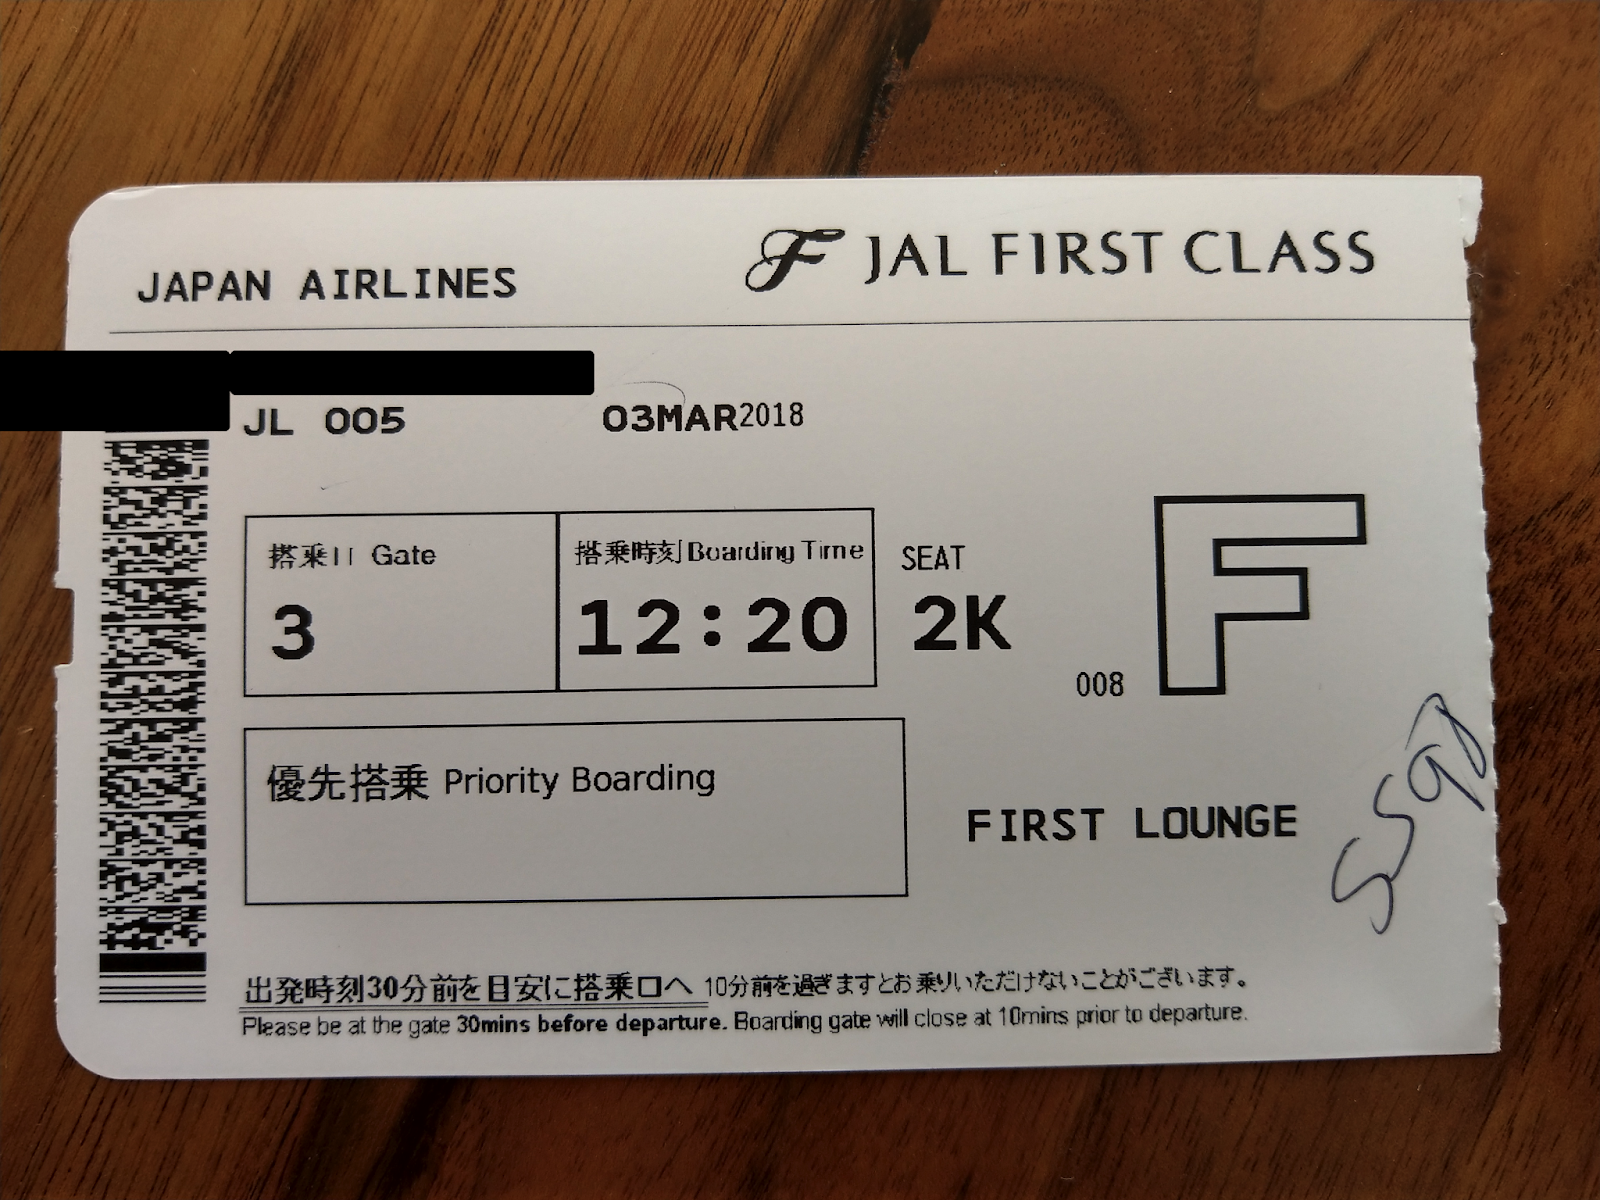 JAPAN AIRLINES
JAL FIRST CLASS
JL 005 03MAR2018
搭乗口 Gate
搭乗時刻 Boarding Time
SEAT
3
12:20
2K
F
008
優先搭乗 Priority Boarding
FIRST LOUNGE
出発時刻30分前を目安に搭乗口へ 10分前を過ぎますとお乗りいただけないことがございます。
Please be at the gate 30mins before departure. Boarding gate will close at 10mins prior to departure.